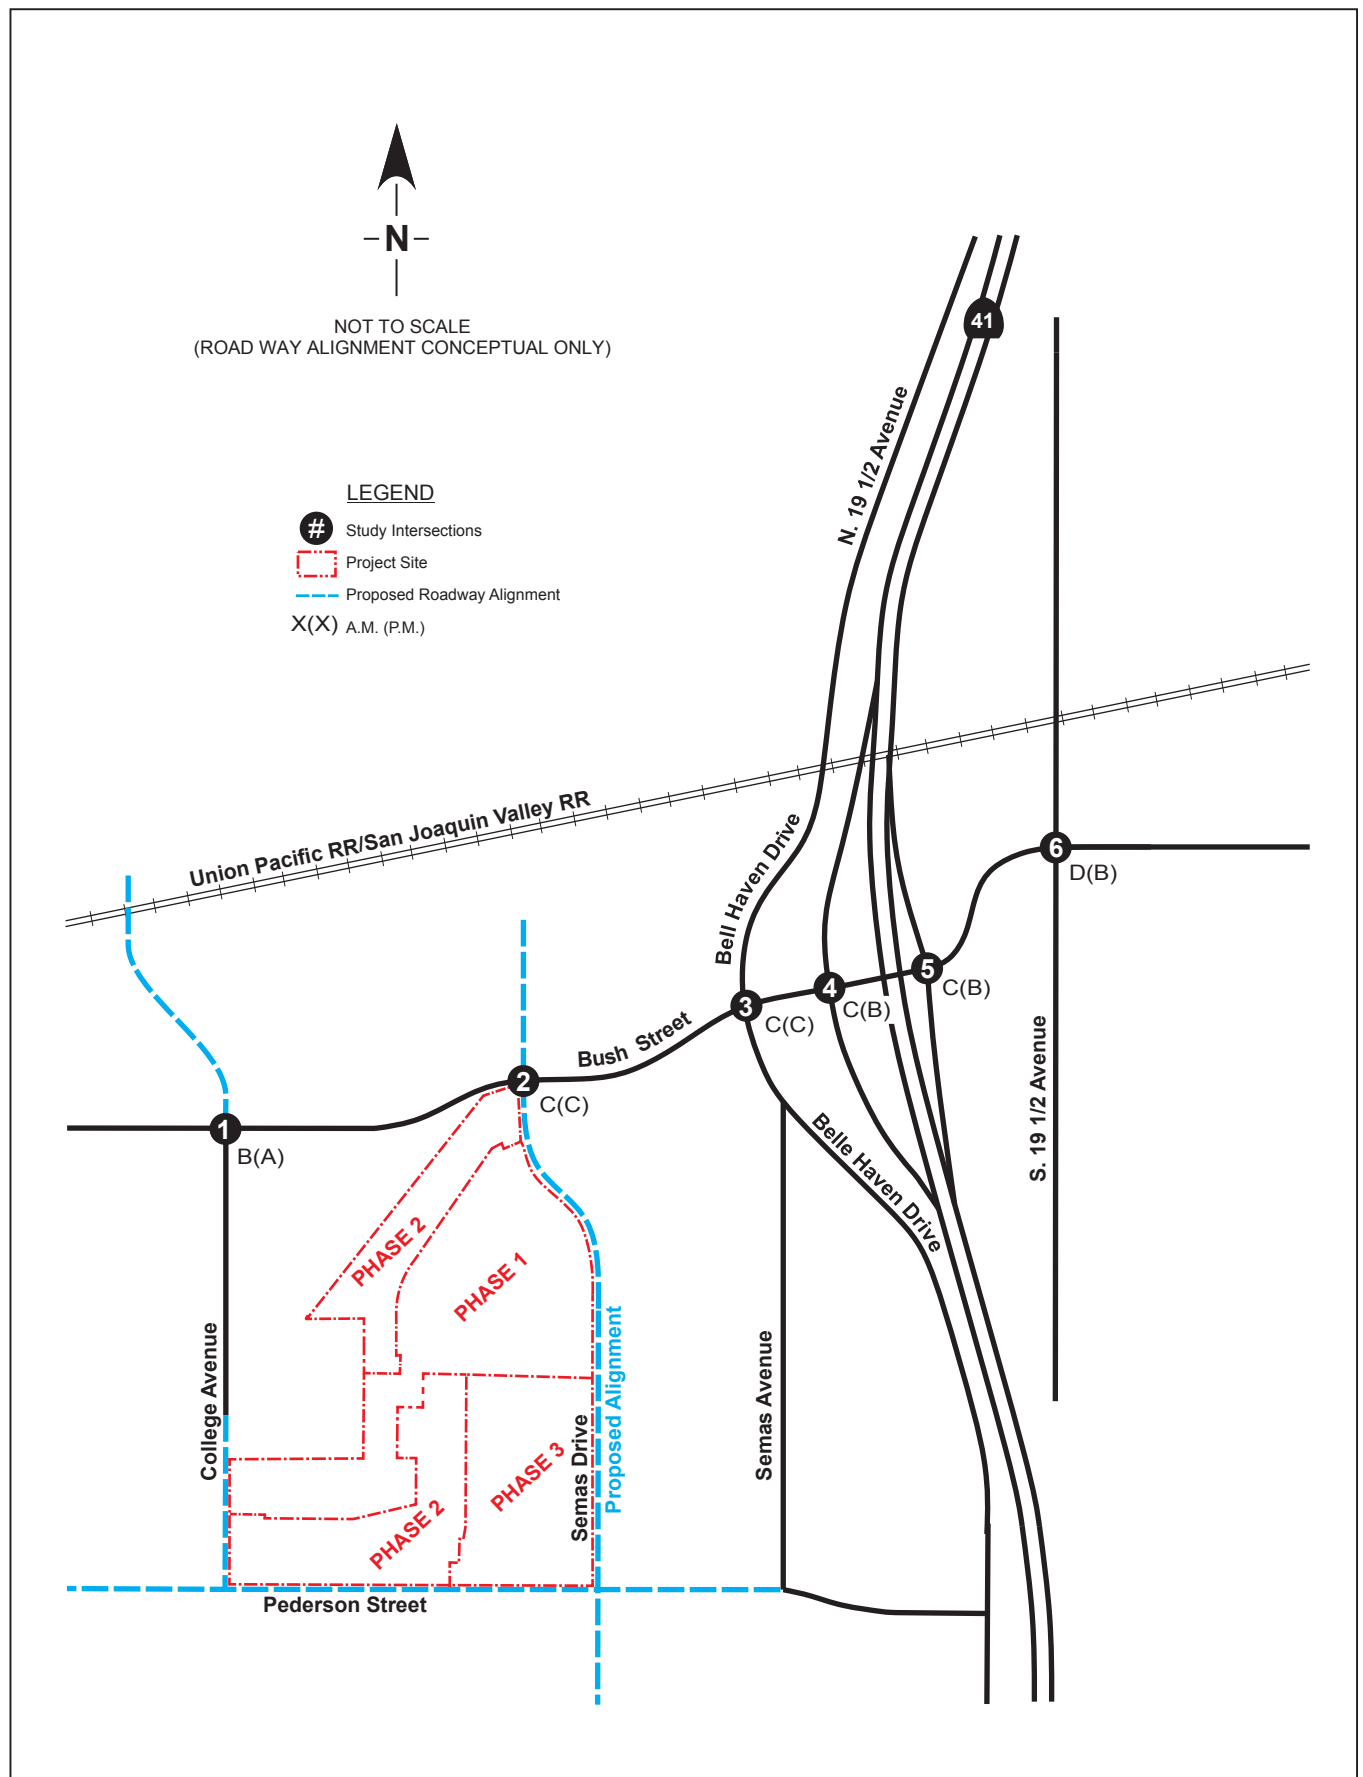 N
NOT TO SCALE
(ROAD WAY ALIGNMENT CONCEPTUAL ONLY)
41
N. 19 1/2 Avenue
LEGEND
# Study Intersections
Project Site
Proposed Roadway Alignment
X(X) A.M. (P.M.)
Union Pacific RR/San Joaquin Valley RR
Bell Haven Drive
6
D(B)
5
C(B)
4
C(B)
3
C(C)
Bush Street
2
C(C)
1
B(A)
S. 19 1/2 Avenue
Belle Haven Drive
PHASE 2
PHASE 1
College Avenue
Proposed Alignment
Semas Drive
Semas Avenue
PHASE 3
PHASE 2
Pederson Street